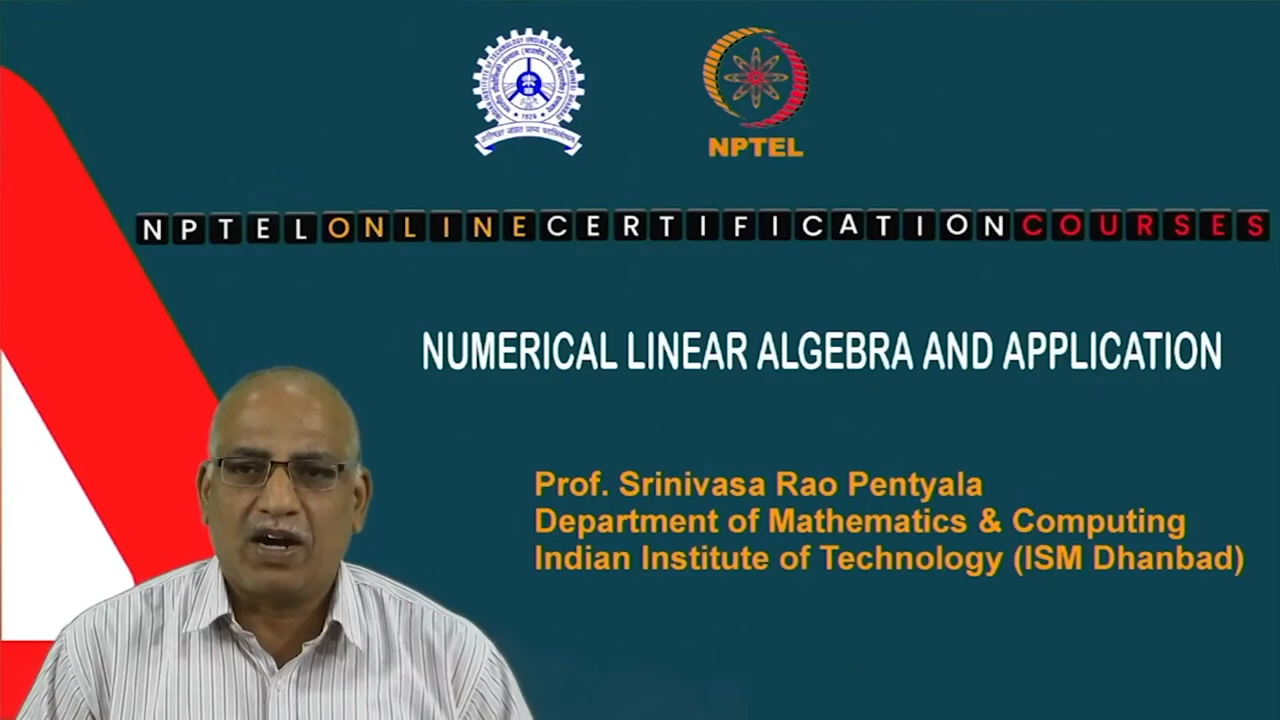 NPTEL
NPTEL ONLINE CERTIFICATION COURSES
NUMERICAL LINEAR ALGEBRA AND APPLICATION
Prof. Srinivasa Rao Pentyala
Department of Mathematics & Computing
Indian Institute of Technology (ISM Dhanbad)